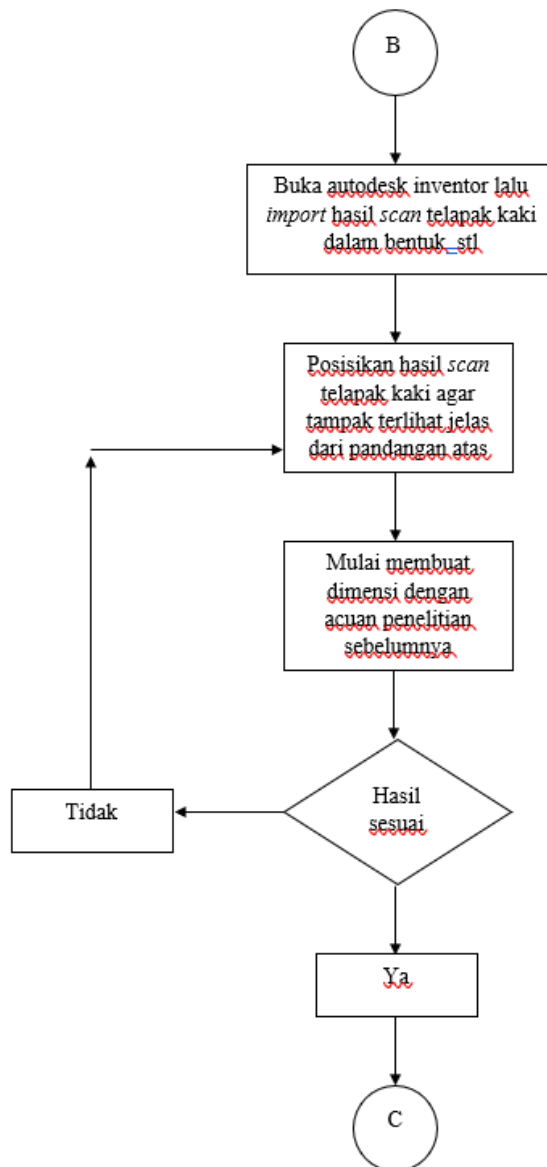 B
Buka autodesk inventor lalu
import hasil scan telapak kaki
dalam bentuk .stl
Posisikan hasil scan
telapak kaki agar
tampak terlihat jelas
dari pandangan atas
Mulai membuat
dimensi dengan
acuan penelitian
sebelumnya
Hasil
sesuai
Tidak
Ya
C